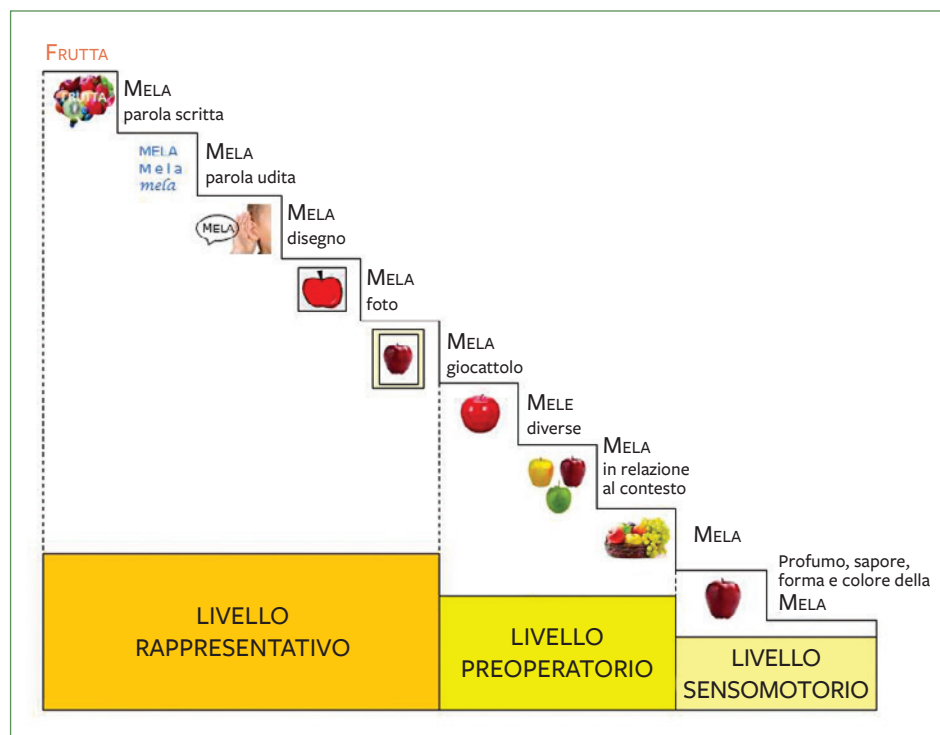 FRUTTA
FRUTTA
MELA
parola scritta
MELA
Mela
mela
MELA
parola udita
MELA
MELA
disegno
MELA
foto
MELA
giocattolo
MELE
diverse
MELA
in relazione
al contesto
MELA
Profumo, sapore,
forma e colore della
MELA
LIVELLO
RAPPRESENTATIVO
LIVELLO
PREOPERATORIO
LIVELLO
SENSOMOTORIO